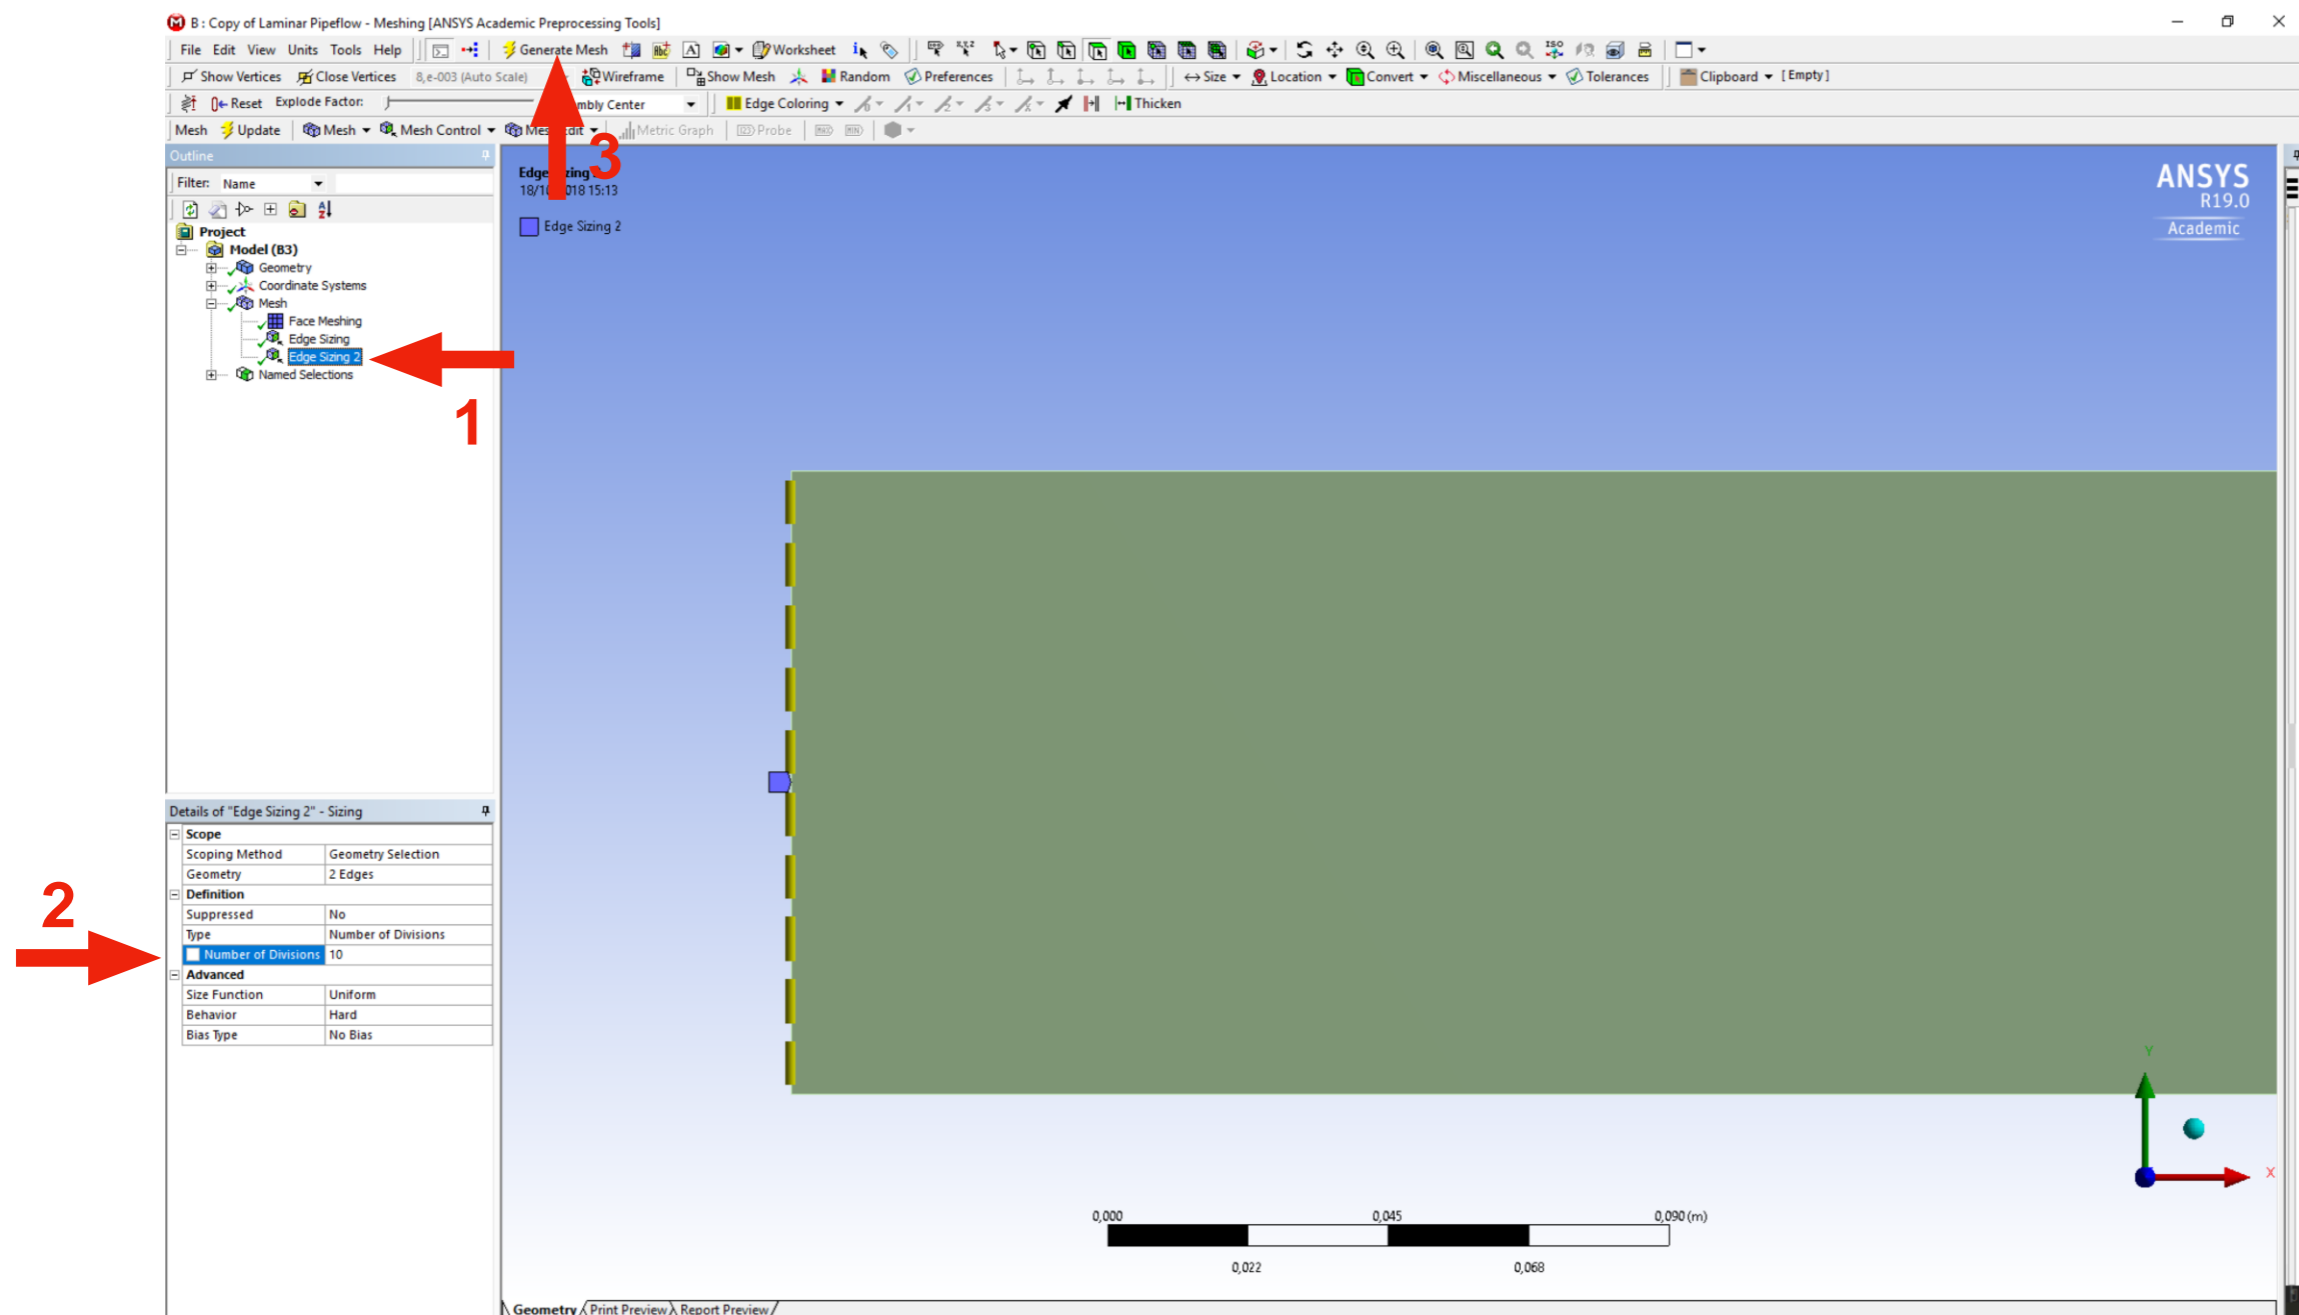 B : Copy of Laminar Pipeflow - Meshing [ANSYS Academic Preprocessing Tools]
File Edit View Units Tools Help Generate Mesh Worksheet
Show Vertices Close Vertices 8,e-003 (Auto Scale) Wireframe Show Mesh Random Preferences Size Location Convert Miscellaneous Tolerances Clipboard [Empty]
Reset Explode Factor: Center Edge Coloring Thicken
Mesh Update Mesh Mesh Control Metric Graph Probe
3
Outline
Filter: Name
Project
Model (B3)
Geometry
Coordinate Systems
Mesh
Face Meshing
Edge Sizing
Edge Sizing 2
Named Selections
1
18:13
Edge Sizing 2
ANSYS
R19.0
Academic
Details of "Edge Sizing 2" - Sizing
Scope
Scoping Method Geometry Selection
Geometry 2 Edges
Definition
Suppressed No
Type Number of Divisions
Number of Divisions 10
Advanced
Size Function Uniform
Behavior Hard
Bias Type No Bias
2
Y
X
0,000 0,045 0,090 (m)
0,022 0,068
Geometry Print Preview Report Preview